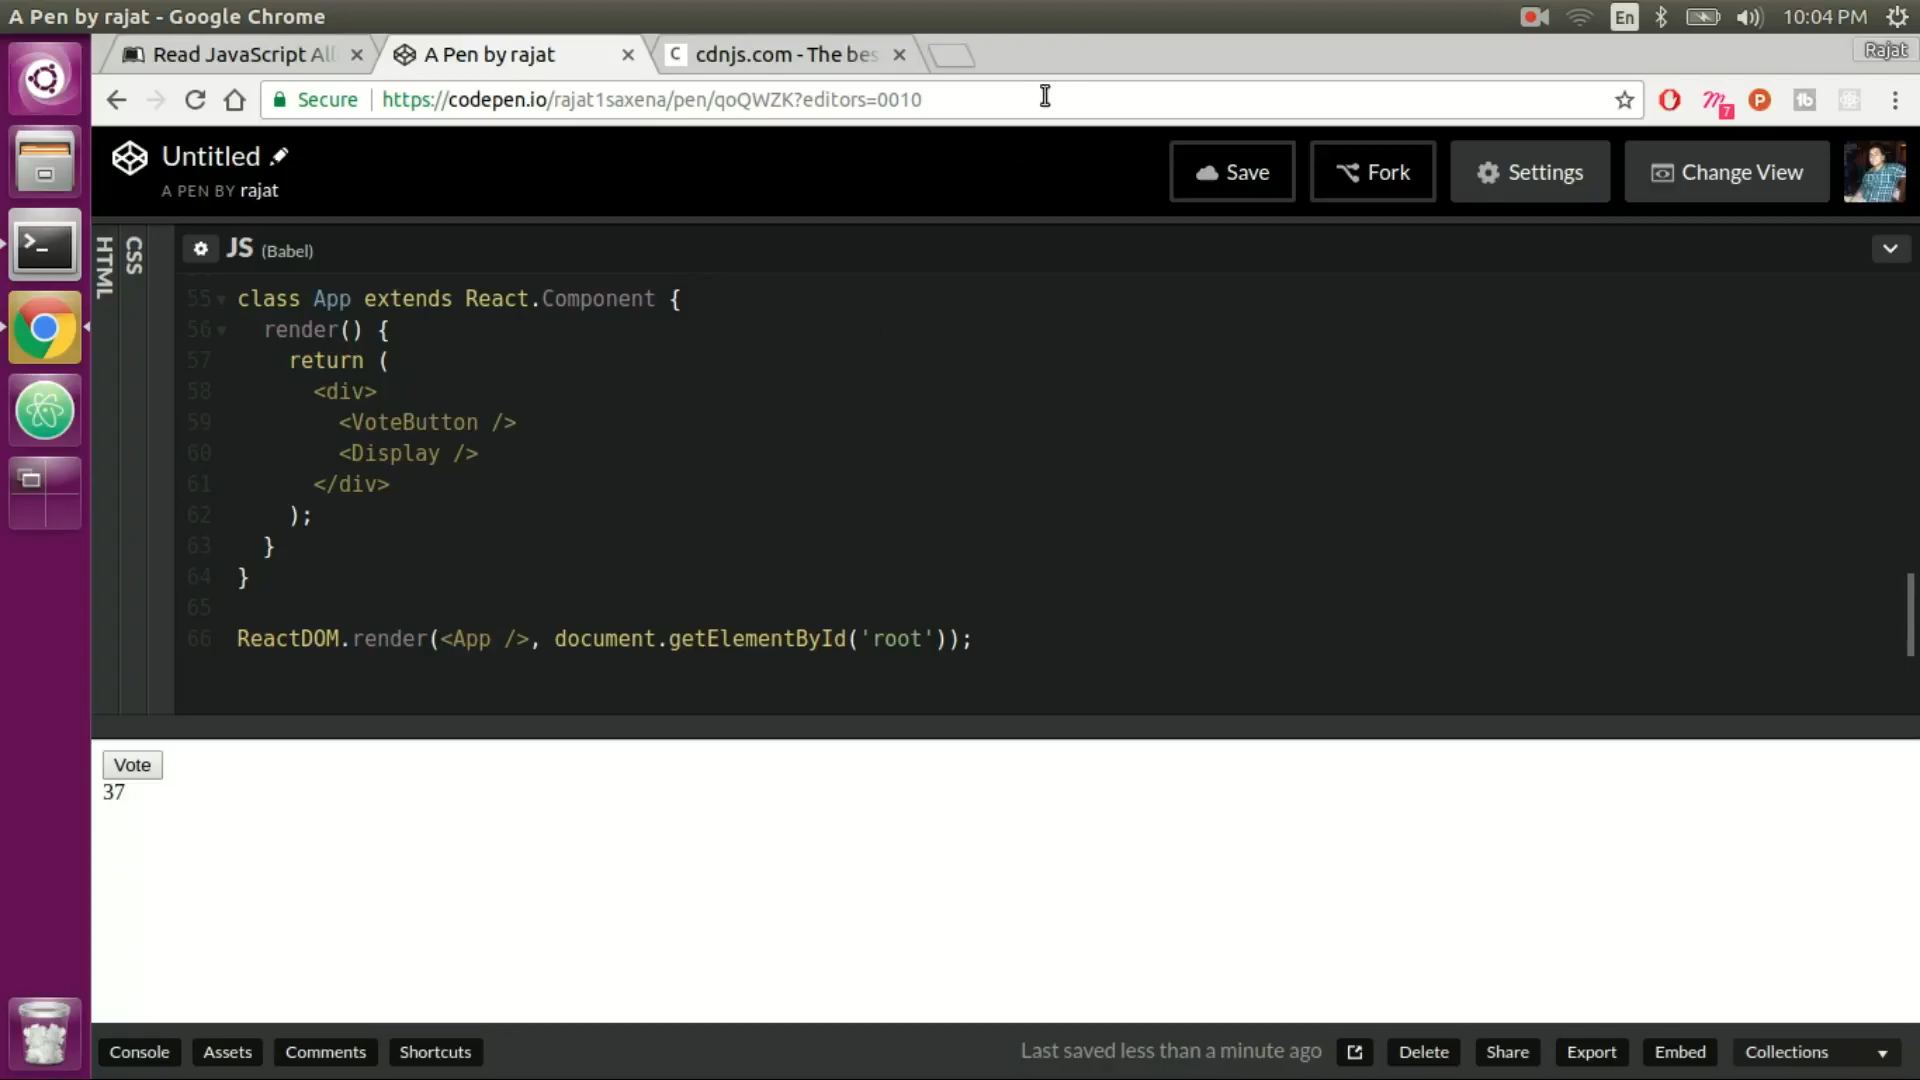 A Pen by rajat - Google Chrome
En
10:04 PM
Read JavaScript All
A Pen by rajat
C cdnjs.com - The bes
Rajat
Secure
https://codepen.io/rajat1saxena/pen/qoQWZK?editors=0010
7
P
tb
Untitled
A PEN BY rajat
Save
Fork
Settings
Change View
HTML
CSS
JS (Babel)
55 class App extends React.Component {
56 render() {
57 return (
58 <div>
59 <VoteButton />
60 <Display />
61 </div>
62 );
63 }
64 }
65
66 ReactDOM.render(<App />, document.getElementById('root'));
Vote
37
Console
Assets
Comments
Shortcuts
Last saved less than a minute ago
Delete
Share
Export
Embed
Collections